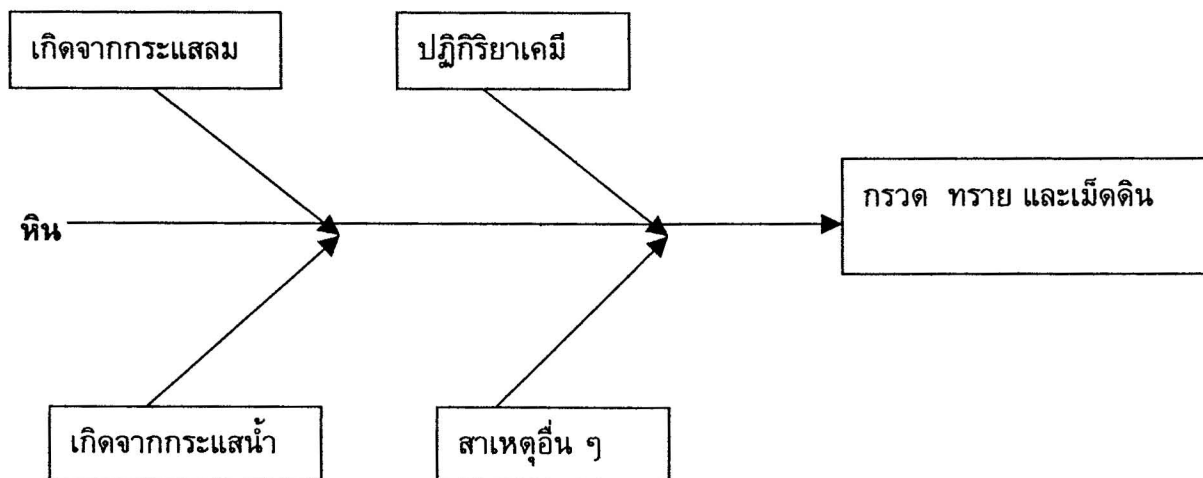 เกิดจากกระแสลม
ปฏิกิริยาเคมี
กรวด ทราย และเม็ดดิน
หิน
เกิดจากกระแสน้ำ
สาเหตุอื่น ๆ